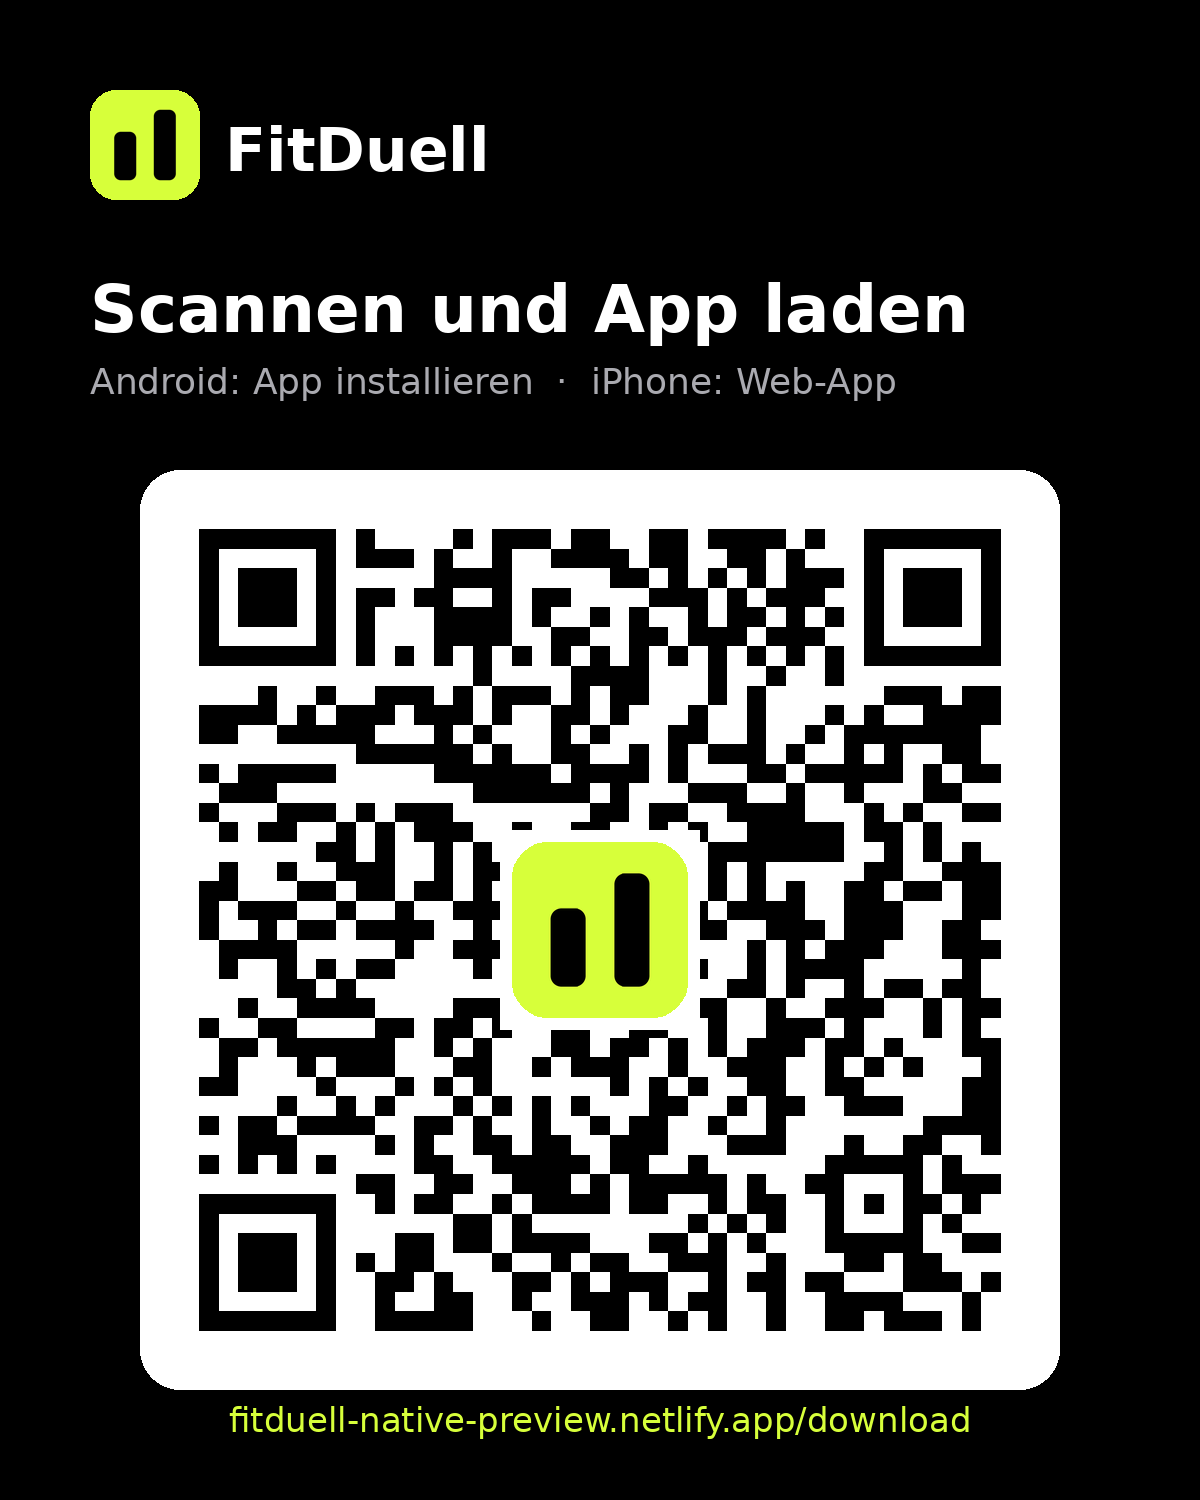 FitDuell
Scannen und App laden
Android: App installieren · iPhone: Web-App
fitduell-native-preview.netlify.app/download